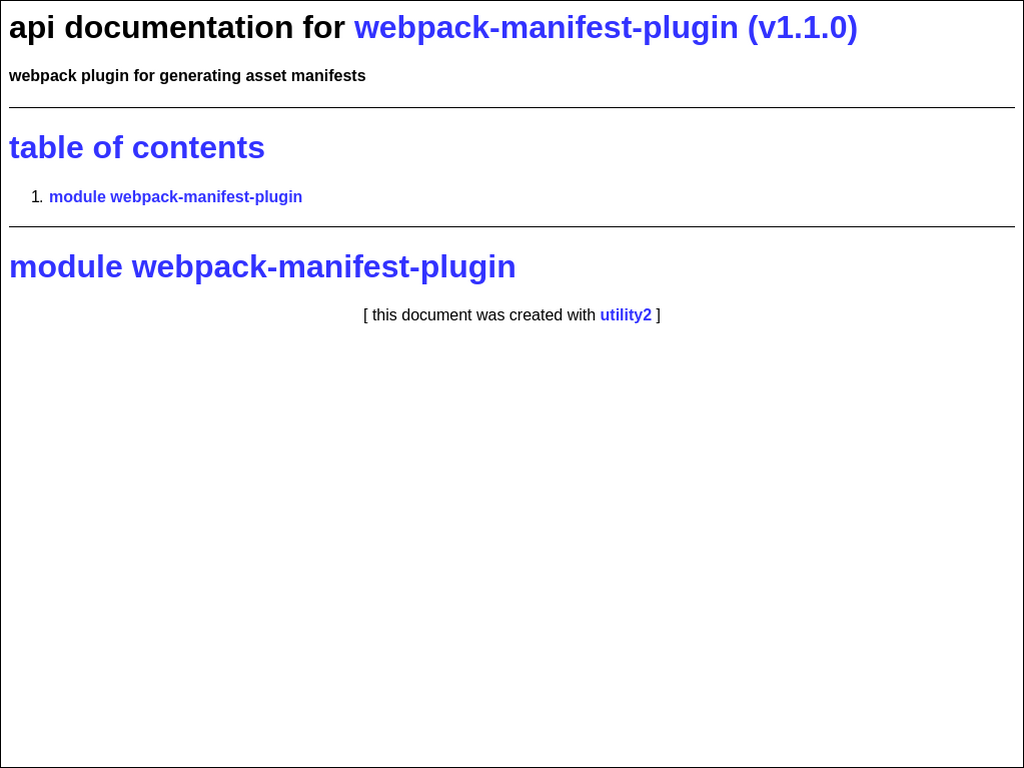 api documentation for webpack-manifest-plugin (v1.1.0)
webpack plugin for generating asset manifests
table of contents
1. module webpack-manifest-plugin
module webpack-manifest-plugin
[ this document was created with utility2 ]